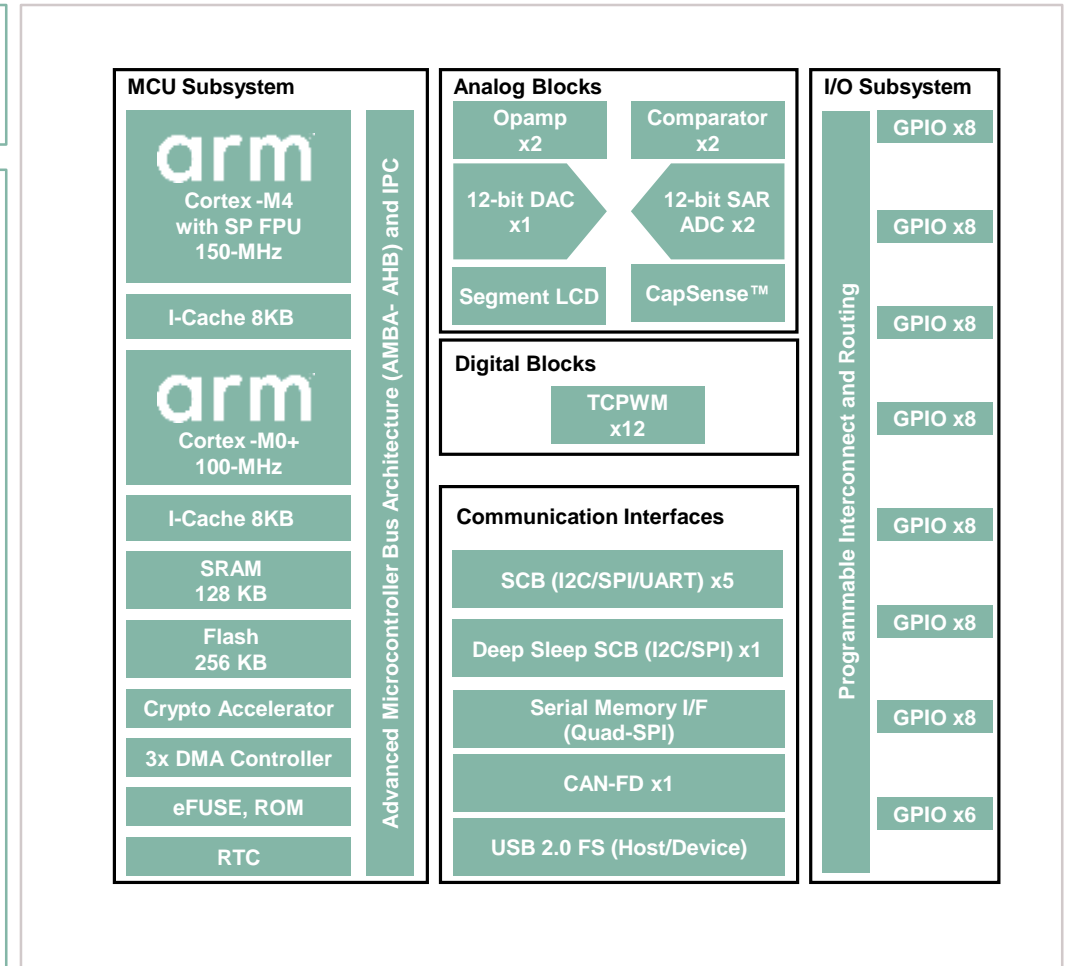 MCU Subsystem
arm
Cortex -M4
with SP FPU
150-MHz
I-Cache 8KB
arm
Cortex -M0+
100-MHz
I-Cache 8KB
SRAM
128 KB
Flash
256 KB
Crypto Accelerator
3x DMA Controller
eFUSE, ROM
RTC
Advanced Microcontroller Bus Architecture (AMBA- AHB) and IPC
Analog Blocks
Opamp
x2
Comparator
x2
12-bit DAC
x1
12-bit SAR
ADC x2
Segment LCD
CapSense™
Digital Blocks
TCPWM
x12
Communication Interfaces
SCB (I2C/SPI/UART) x5
Deep Sleep SCB (I2C/SPI) x1
Serial Memory I/F
(Quad-SPI)
CAN-FD x1
USB 2.0 FS (Host/Device)
I/O Subsystem
Programmable Interconnect and Routing
GPIO x8
GPIO x8
GPIO x8
GPIO x8
GPIO x8
GPIO x8
GPIO x8
GPIO x6